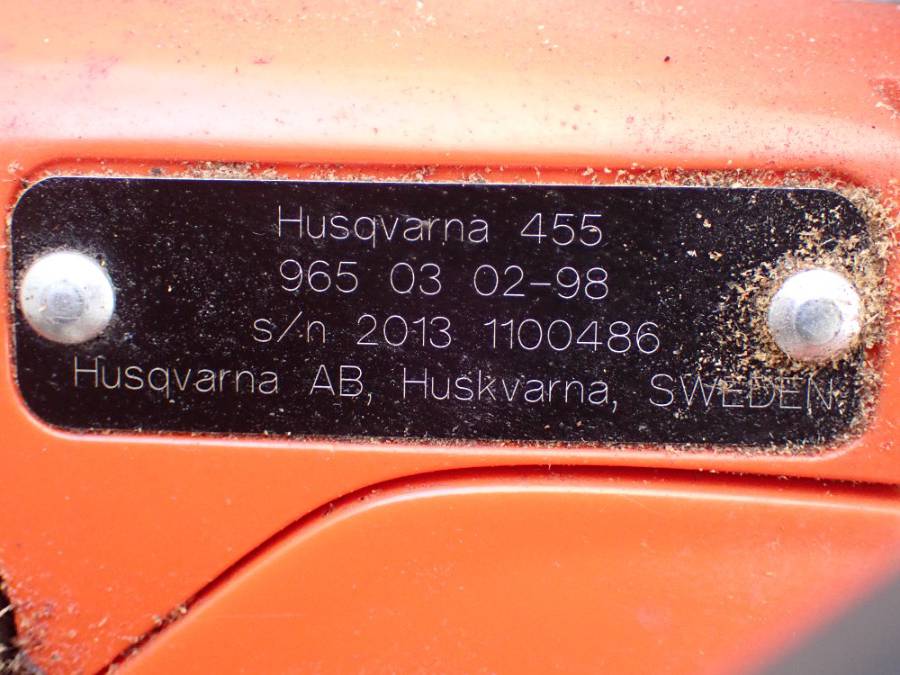 Husqvarna 455
965 03 02-98
s/n 2013 1100486
Husqvarna AB, Huskvarna, SWEDEN